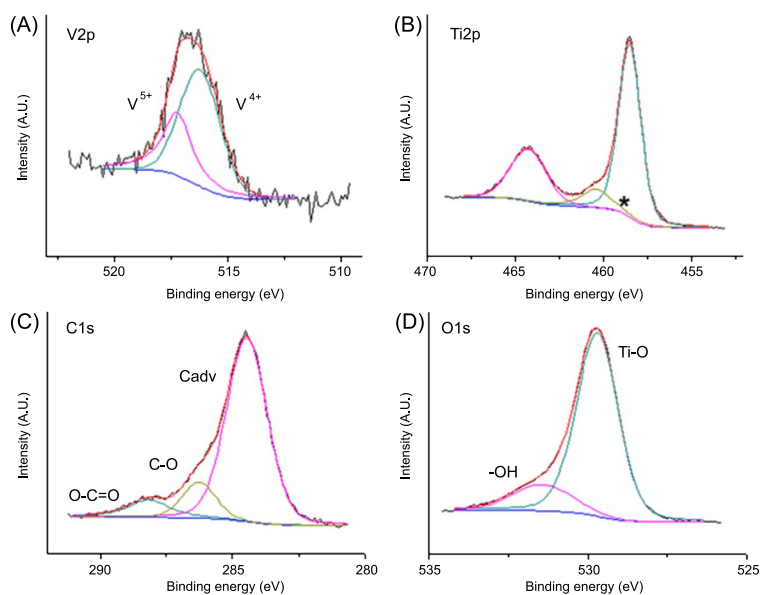 (A) V2p
V5+
V4+
Intensity (A.U.)
520 515 510
Binding energy (eV)
(B) Ti2p
*
Intensity (A.U.)
470 465 460 455
Binding energy (eV)
(C) C1s
Cadv
C-O
O-C=O
Intensity (A.U.)
290 285 280
Binding energy (eV)
(D) O1s
Ti-O
-OH
Intensity (A.U.)
535 530 525
Binding energy (eV)